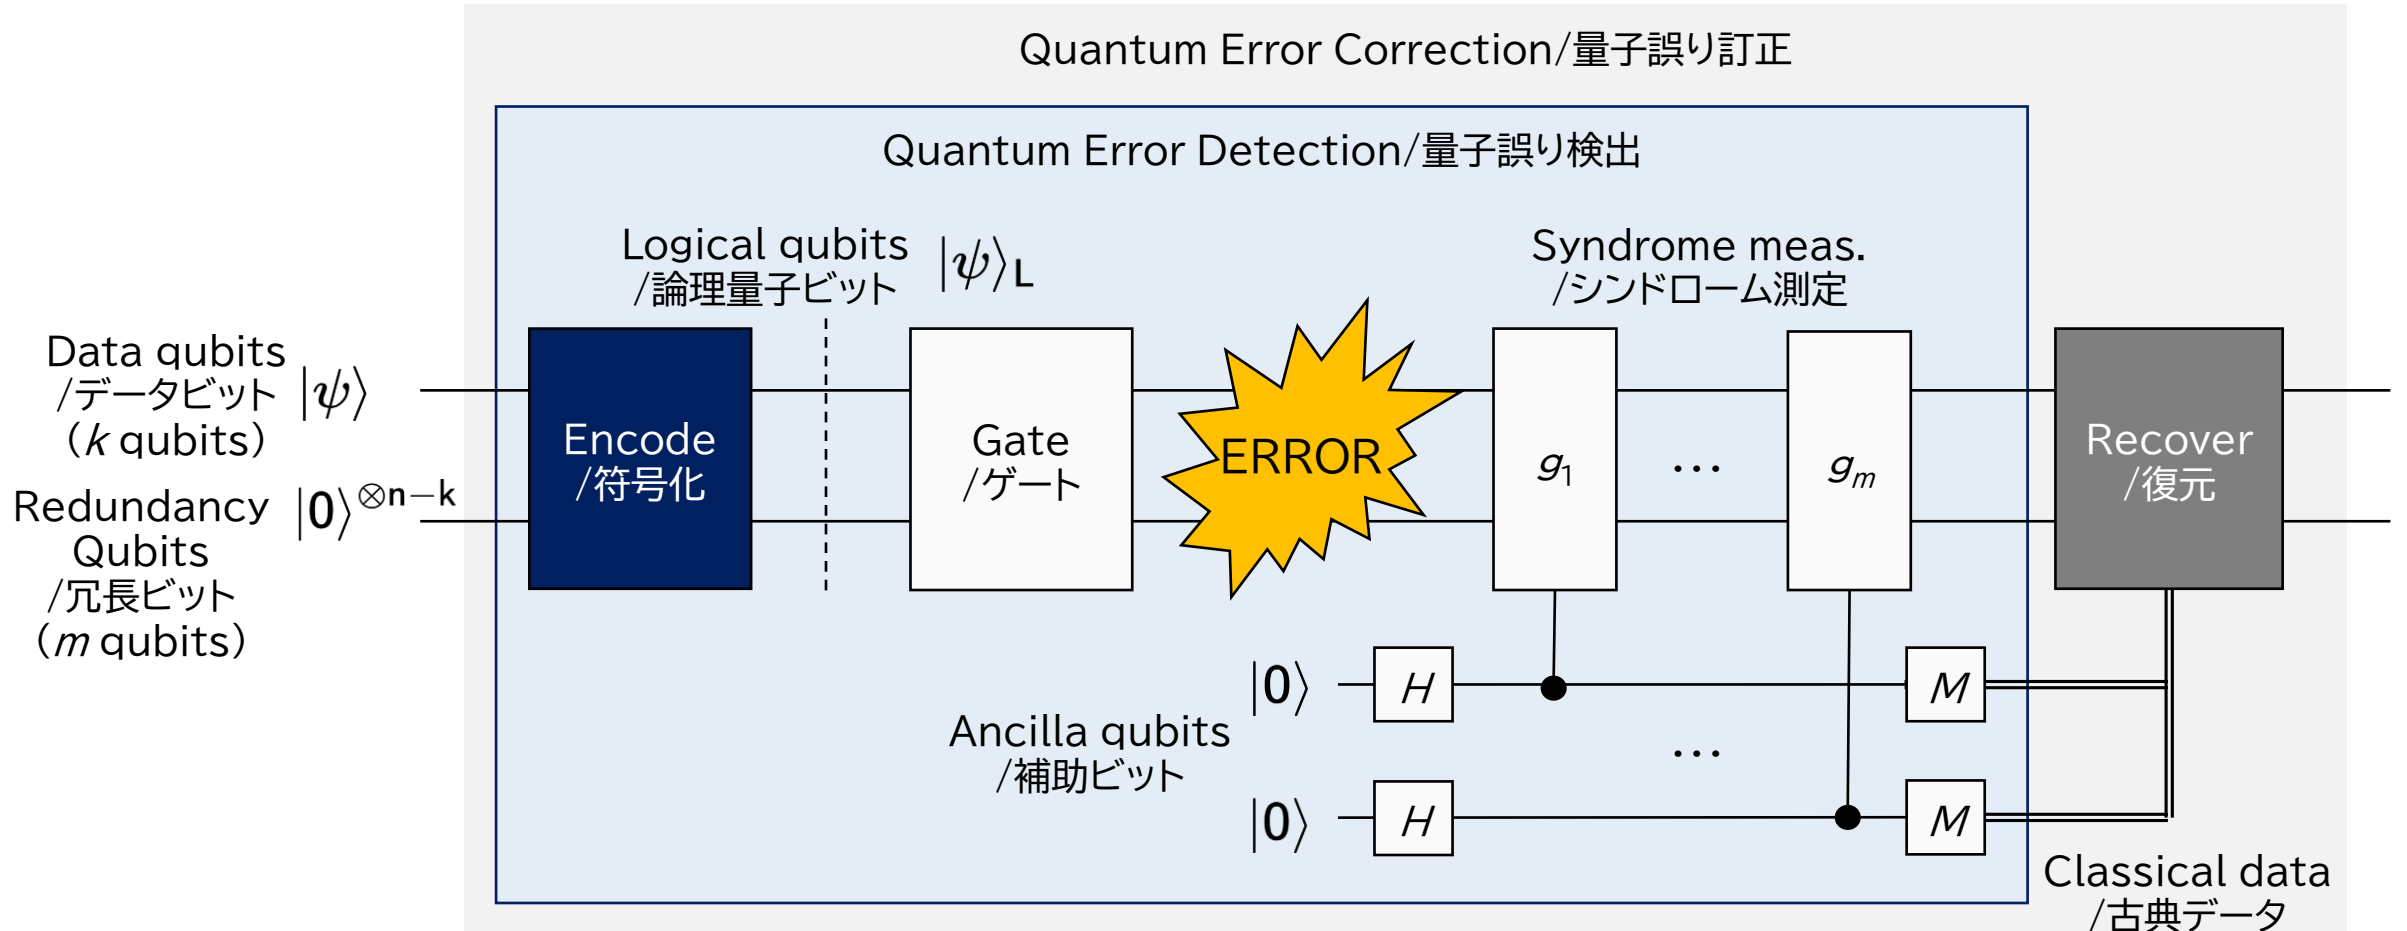 Quantum Error Correction/量子誤り訂正
Quantum Error Detection/量子誤り検出
Logical qubits
/論理量子ビット
|ψ⟩L
Syndrome meas.
/シンドローム測定
Data qubits
/データビット
(k qubits)
|ψ⟩
Redundancy
Qubits
/冗長ビット
(m qubits)
|0⟩⊗n−k
Encode
/符号化
Gate
/ゲート
ERROR
g1
…
gm
Recover
/復元
Ancilla qubits
/補助ビット
|0⟩
H
M
…
|0⟩
H
M
Classical data
/古典データ